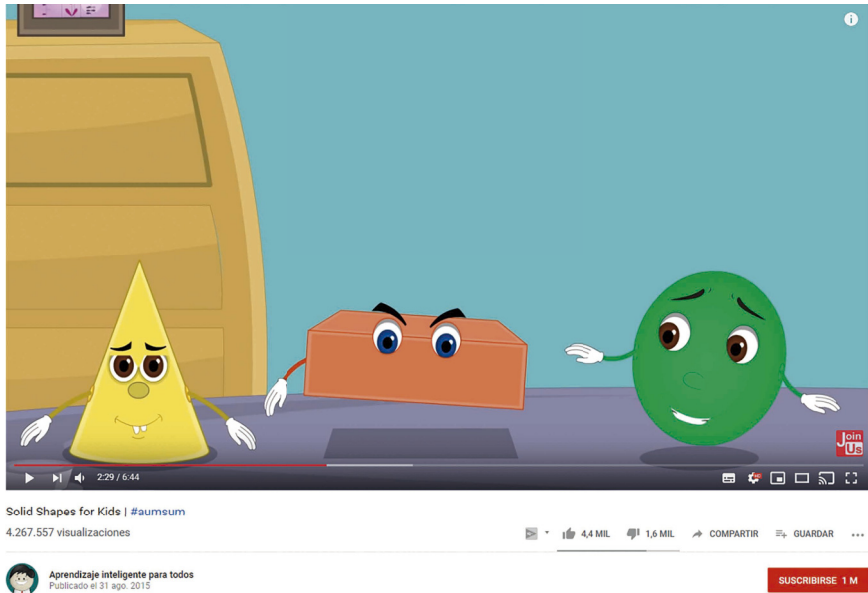 Join
Us
2:29 / 6:44
HD
Solid Shapes for Kids | #aumsum
4.267.557 visualizaciones
4,4 MIL
1,6 MIL
COMPARTIR
GUARDAR
Aprendizaje inteligente para todos
Publicado el 31 ago. 2015
SUSCRIBIRSE 1 M